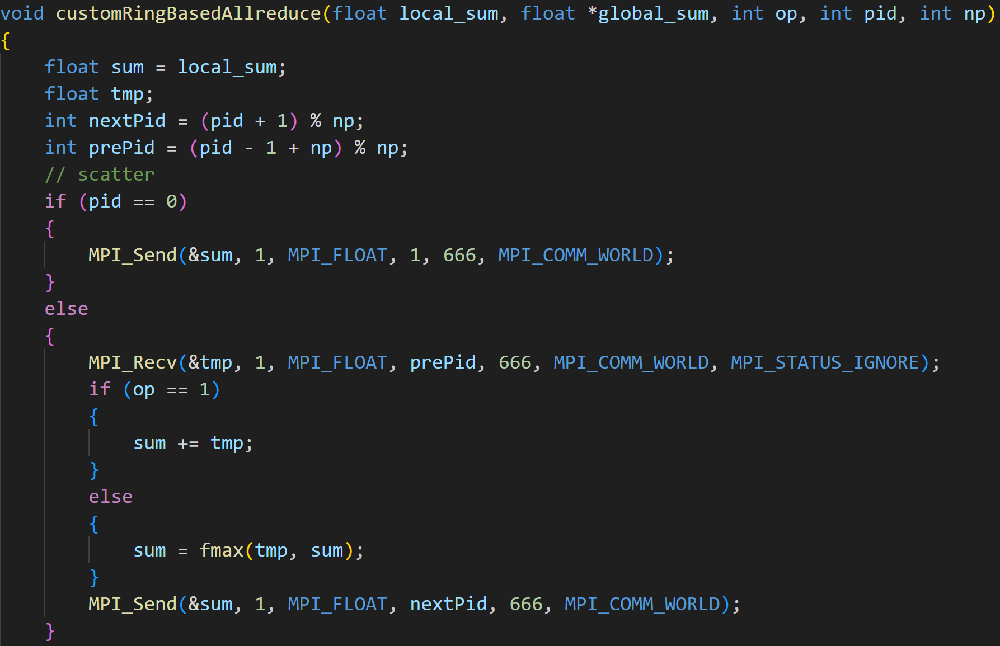 void customRingBasedAllreduce(float local_sum, float *global_sum, int op, int pid, int np)
{
    float sum = local_sum;
    float tmp;
    int nextPid = (pid + 1) % np;
    int prePid = (pid - 1 + np) % np;
    // scatter
    if (pid == 0)
    {
        MPI_Send(&sum, 1, MPI_FLOAT, 1, 666, MPI_COMM_WORLD);
    }
    else
    {
        MPI_Recv(&tmp, 1, MPI_FLOAT, prePid, 666, MPI_COMM_WORLD, MPI_STATUS_IGNORE);
        if (op == 1)
        {
            sum += tmp;
        }
        else
        {
            sum = fmax(tmp, sum);
        }
        MPI_Send(&sum, 1, MPI_FLOAT, nextPid, 666, MPI_COMM_WORLD);
    }